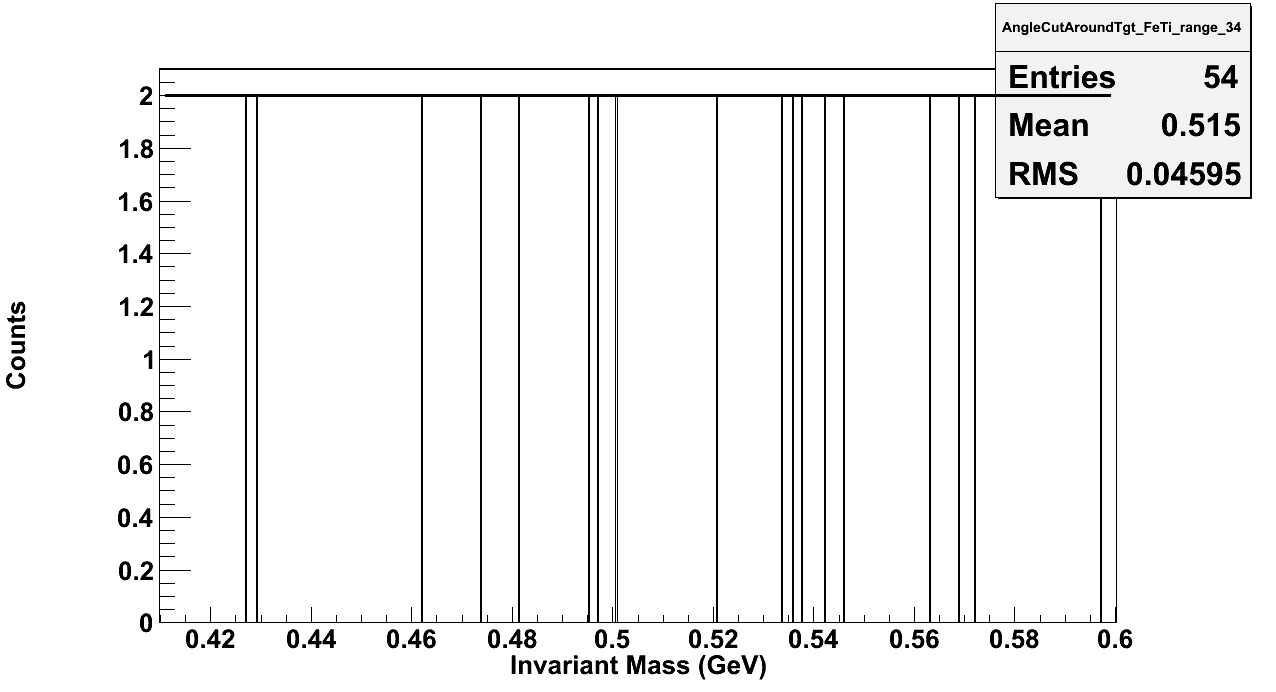 AngleCutAroundTgt_FeTi_range_34
Entries 54
Mean 0.515
RMS 0.04595
2
1.8
1.6
1.4
1.2
1
0.8
0.6
0.4
0.2
0
Counts
0.42 0.44 0.46 0.48 0.5 0.52 0.54 0.56 0.58 0.6
Invariant Mass (GeV)